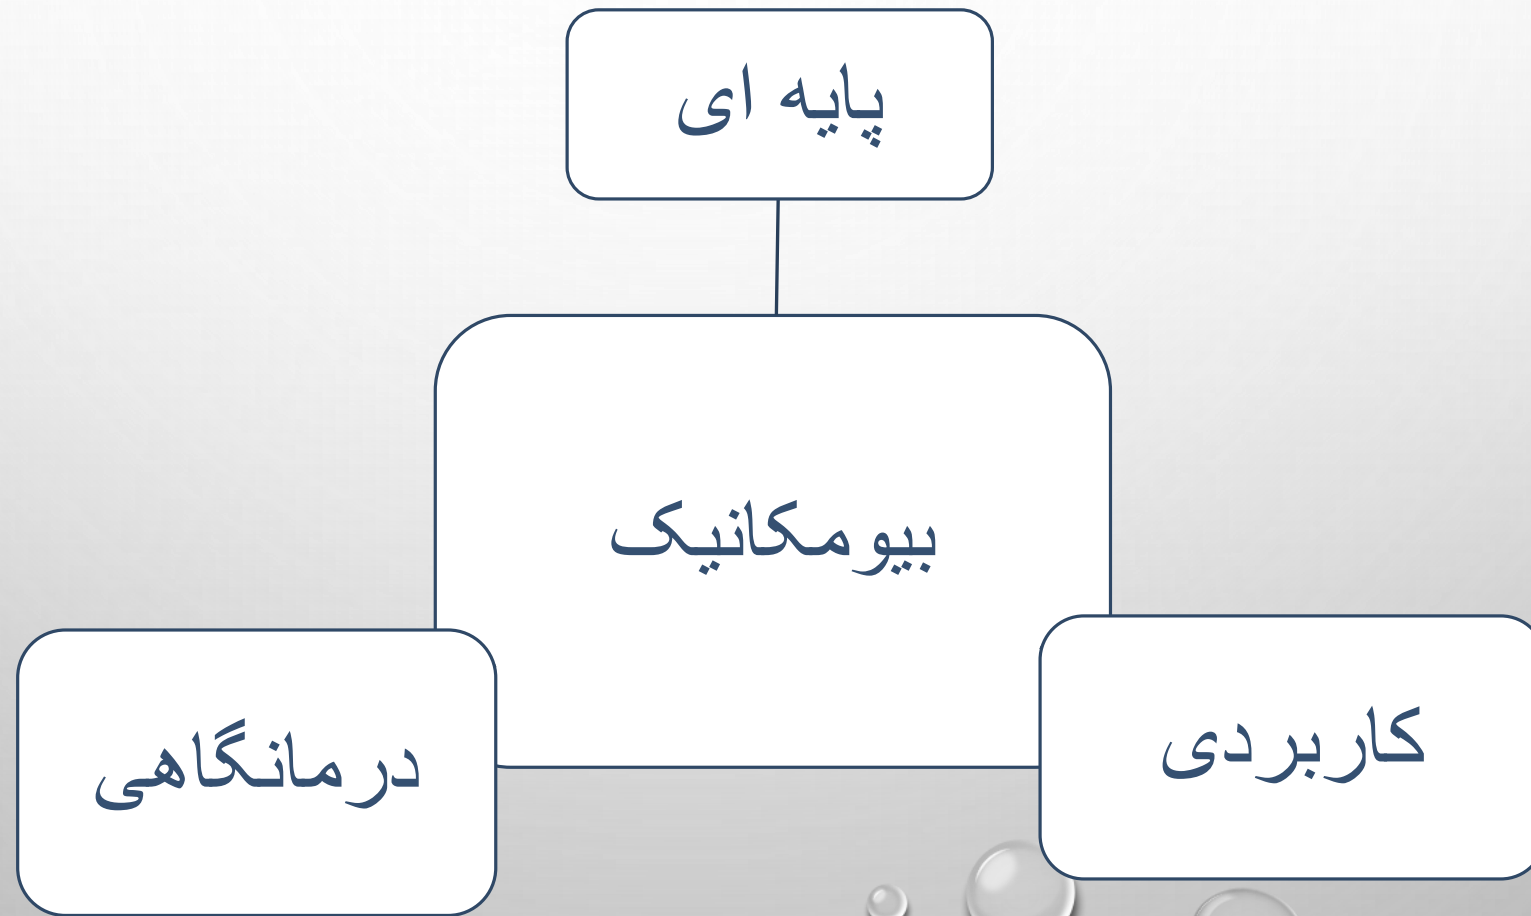 پایه ای
بیومکانیک
کاربردی
درمانگاهی